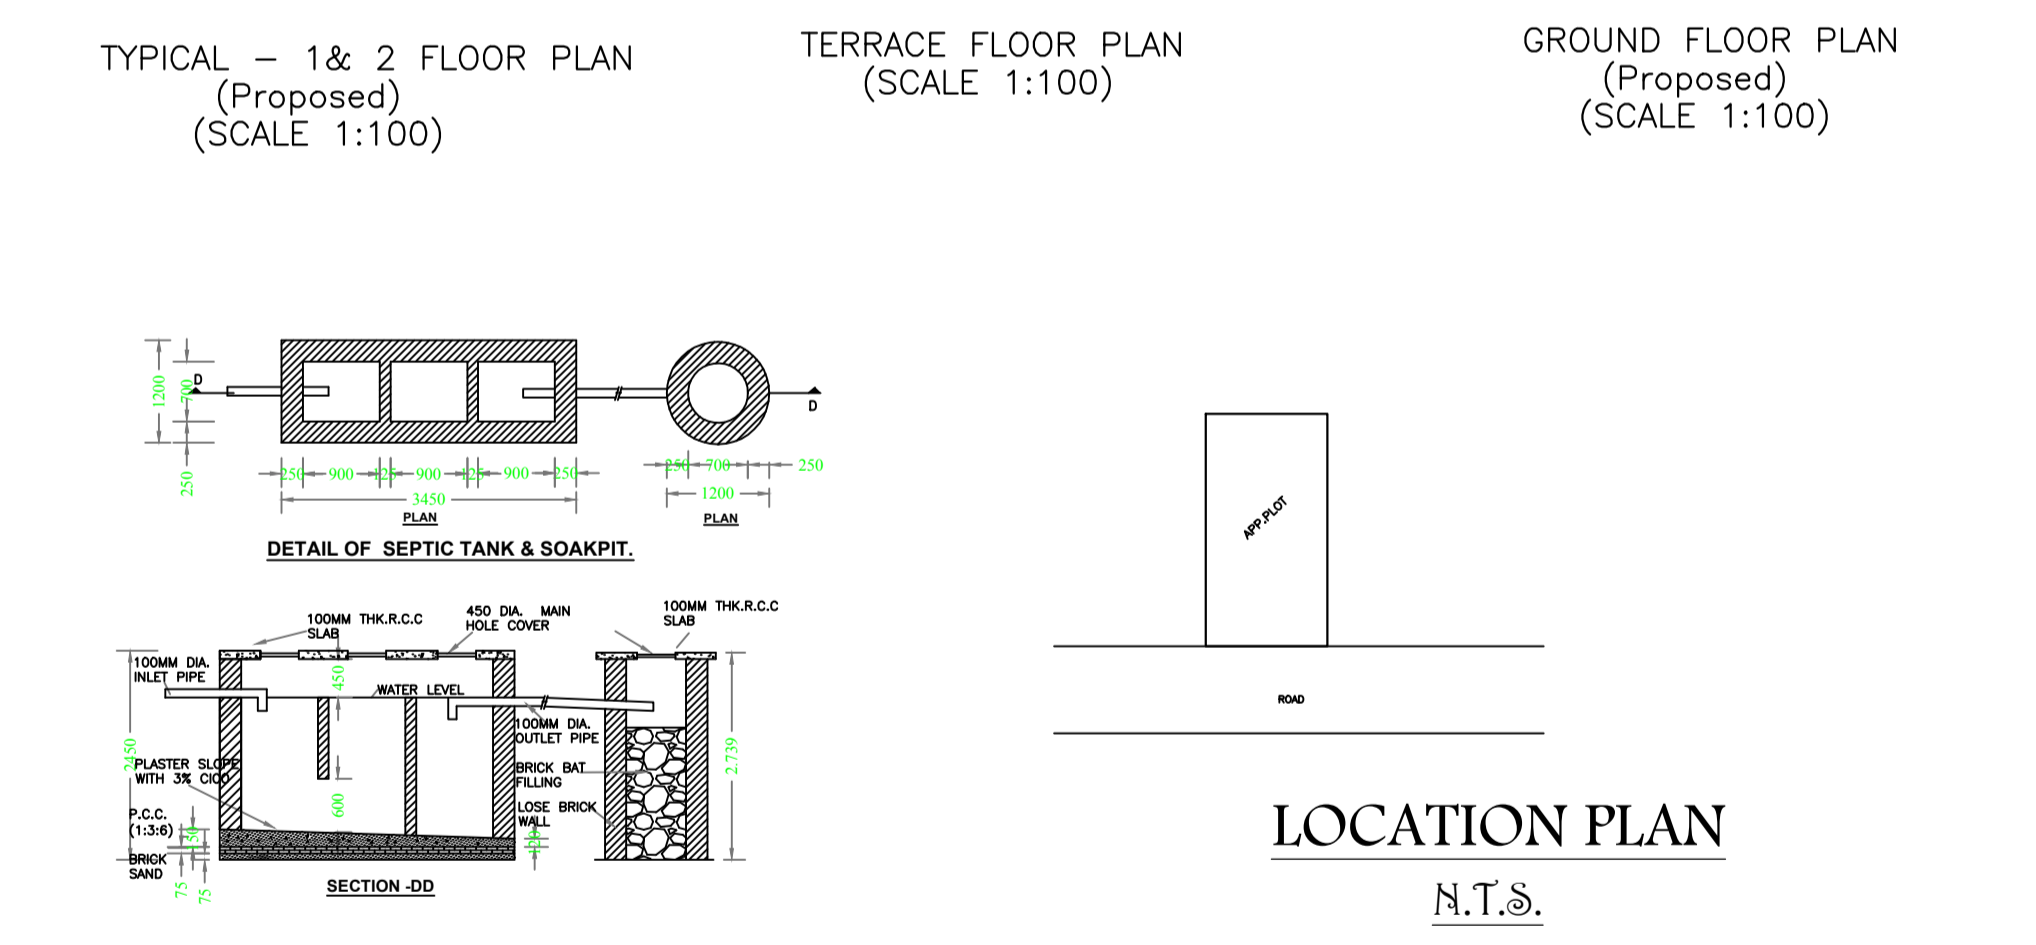 TYPICAL - 1& 2 FLOOR PLAN
(Proposed)
(SCALE 1:100)
TERRACE FLOOR PLAN
(SCALE 1:100)
GROUND FLOOR PLAN
(Proposed)
(SCALE 1:100)
1200
700
250
D
D
250
900
125
900
125
900
250
3450
PLAN
250
700
250
1200
PLAN
DETAIL OF SEPTIC TANK & SOAKPIT.
100MM THK.R.C.C
SLAB
450 DIA. MAIN
HOLE COVER
100MM THK.R.C.C
SLAB
100MM DIA.
INLET PIPE
450
WATER LEVEL
100MM DIA.
OUTLET PIPE
2450
2.739
PLASTER SLOPE
WITH 3% CICO
BRICK BAT
FILLING
600
LOSE BRICK
WALL
P.C.C.
(1:3:6)
150
BRICK
SAND
75
75
SECTION -DD
APP.PLOT
ROAD
LOCATION PLAN
N.T.S.